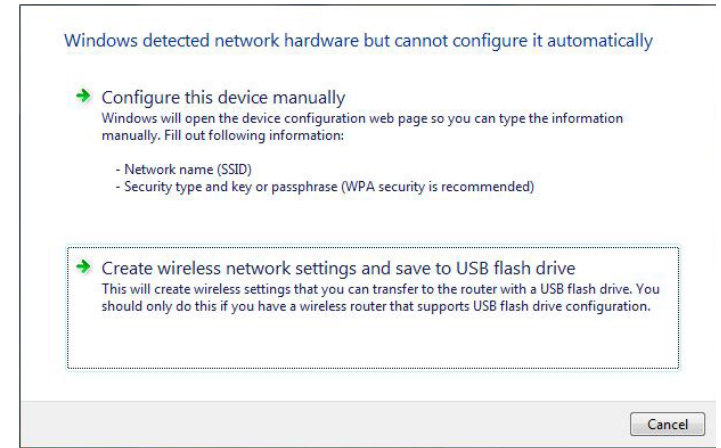 Windows detected network hardware but cannot configure it automatically
Configure this device manually
Windows will open the device configuration web page so you can type the information
manually. Fill out following information:
- Network name (SSID)
- Security type and key or passphrase (WPA security is recommended)
Create wireless network settings and save to USB flash drive
This will create wireless settings that you can transfer to the router with a USB flash drive. You
should only do this if you have a wireless router that supports USB flash drive configuration.
Cancel